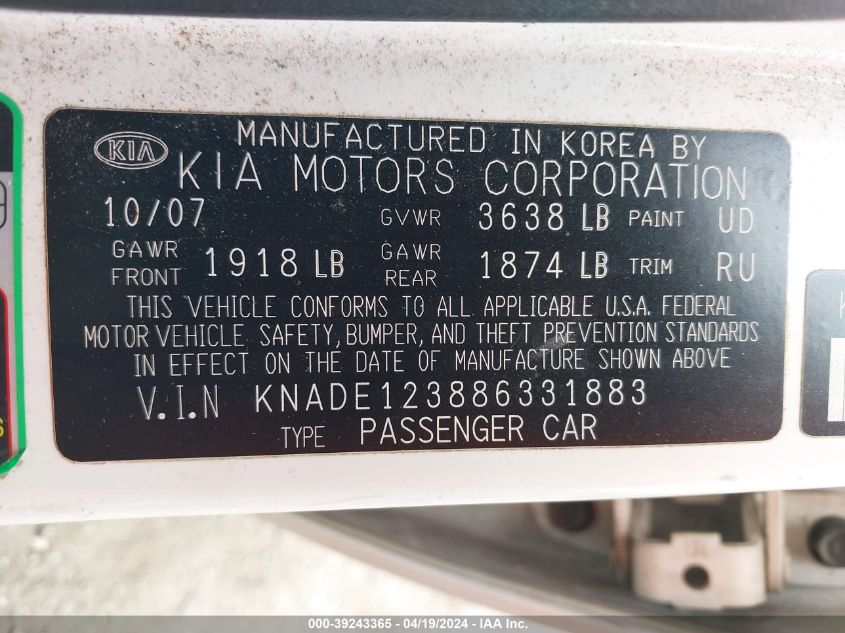 MANUFACTURED IN KOREA BY
KIA KIA MOTORS CORPORATION
10/07 GVWR 3638 LB PAINT UD
GAWR FRONT 1918 LB GAWR REAR 1874 LB TRIM RU
THIS VEHICLE CONFORMS TO ALL APPLICABLE U.S.A. FEDERAL
MOTOR VEHICLE SAFETY, BUMPER, AND THEFT PREVENTION STANDARDS
IN EFFECT ON THE DATE OF MANUFACTURE SHOWN ABOVE
V.I.N KNADE123886331883
TYPE PASSENGER CAR
000-39243365 - 04/19/2024 - IAA Inc.